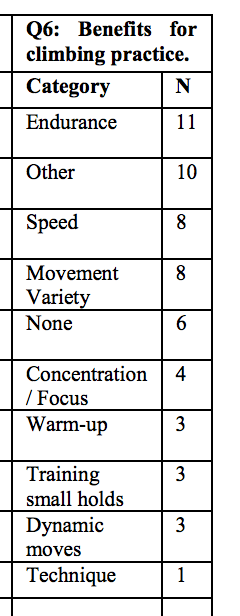 Q6: Benefits for
climbing practice.
Category N
Endurance 11
Other 10
Speed 8
Movement 8
Variety
None 6
Concentration 4
/ Focus
Warm-up 3
Training 3
small holds
Dynamic 3
moves
Technique 1